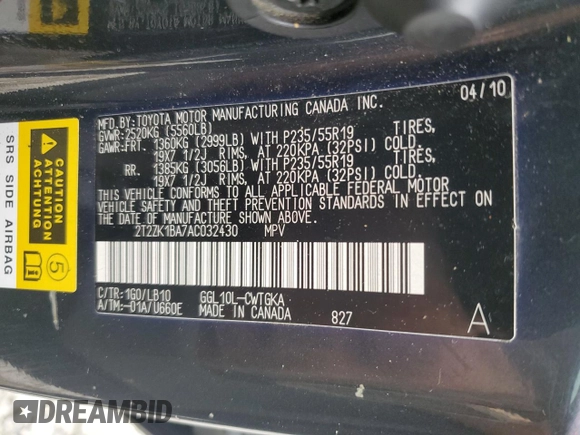 04/10
MFD.BY:TOYOTA MOTOR MANUFACTURING CANADA INC.
GVWR:2520KG (5560LB)
GAWR:FRT. 1360KG (2999LB) WITH P235/55R19 TIRES,
19X7 1/2J RIMS, AT 220KPA (32PSI) COLD.
RR. 1385KG (3056LB) WITH P235/55R19 TIRES,
19X7 1/2J RIMS, AT 220KPA (32PSI) COLD.
THIS VEHICLE CONFORMS TO ALL APPLICABLE FEDERAL MOTOR
VEHICLE SAFETY AND THEFT PREVENTION STANDARDS IN EFFECT ON
THE DATE OF MANUFACTURE SHOWN ABOVE.
2T2ZK1BA7AC032430 MPV
C/TR:1G0/LB10 GGL10L-CWTGKA
A/TM:-01A/U660E MADE IN CANADA 827 A
SRS SIDE AIRBAG
CAUTION
ATTENTION
ACHTUNG
5
i
DREAMBID